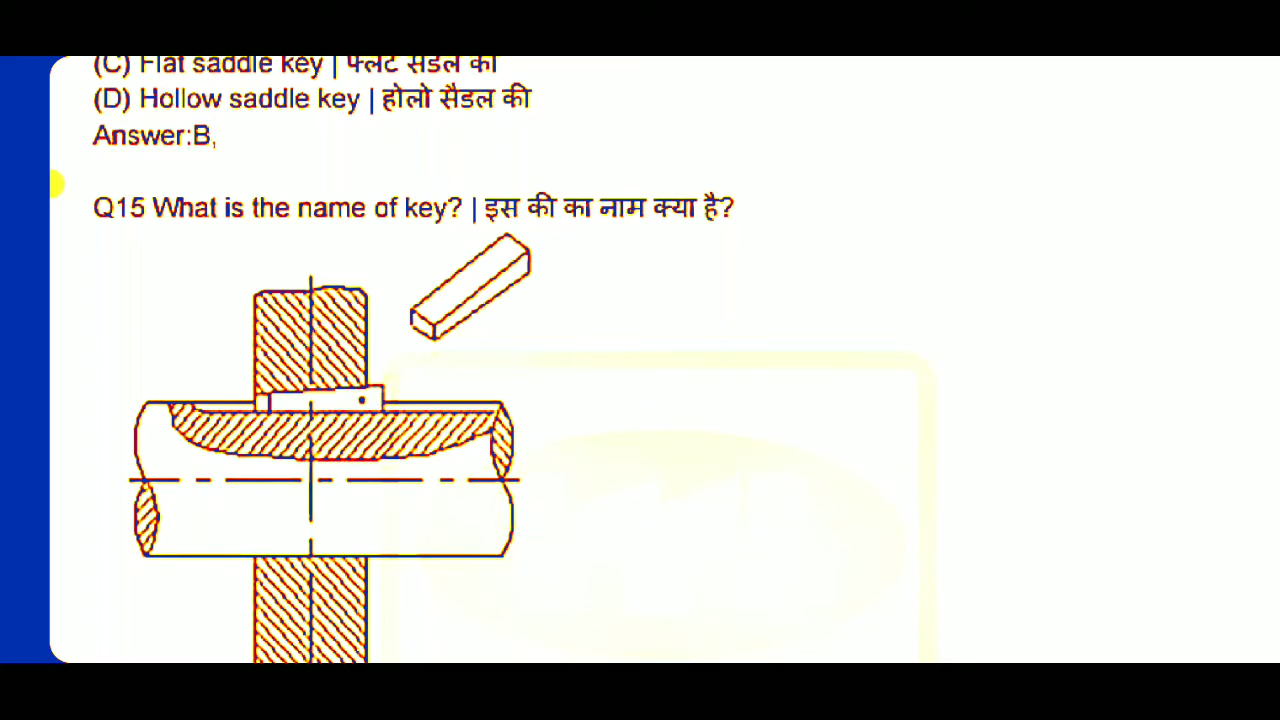 (C) Flat saddle key | फ्लैट सैडल की
(D) Hollow saddle key | होलो सैडल की
Answer:B,
Q15 What is the name of key? | इस की का नाम क्या है?